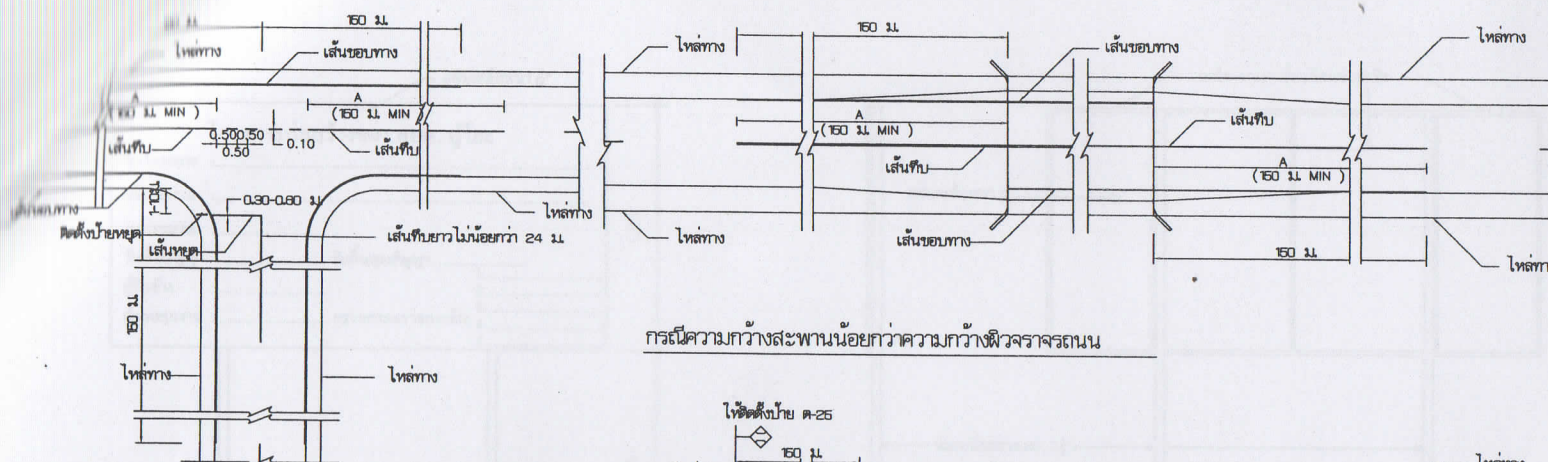 150 ม.
ไหล่ทาง
เส้นขอบทาง
A
(150 ม. MIN )
A
(150 ม. MIN )
เส้นทึบ
0.500.50
0.50
0.10
เส้นทึบ
1-10ม.
0.30-0.60 ม
ติดตั้งป้ายหยุด
เส้นหยุด
เส้นทึบยาวไม่น้อยกว่า 24 ม.
ไหล่ทาง
150 ม.
ไหล่ทาง
ไหล่ทาง
ไหล่ทาง
150 ม.
เส้นขอบทาง
ไหล่ทาง
A
(150 ม. MIN )
เส้นทึบ
เส้นทึบ
A
(150 ม. MIN )
ไหล่ทาง
เส้นขอบทาง
150 ม.
ไหล่ทาง
กรณีความกว้างสะพานน้อยกว่าความกว้างผิวจราจรถนน
ให้ติดตั้งป้าย ต-25
150 ม.
ไหล่ทาง